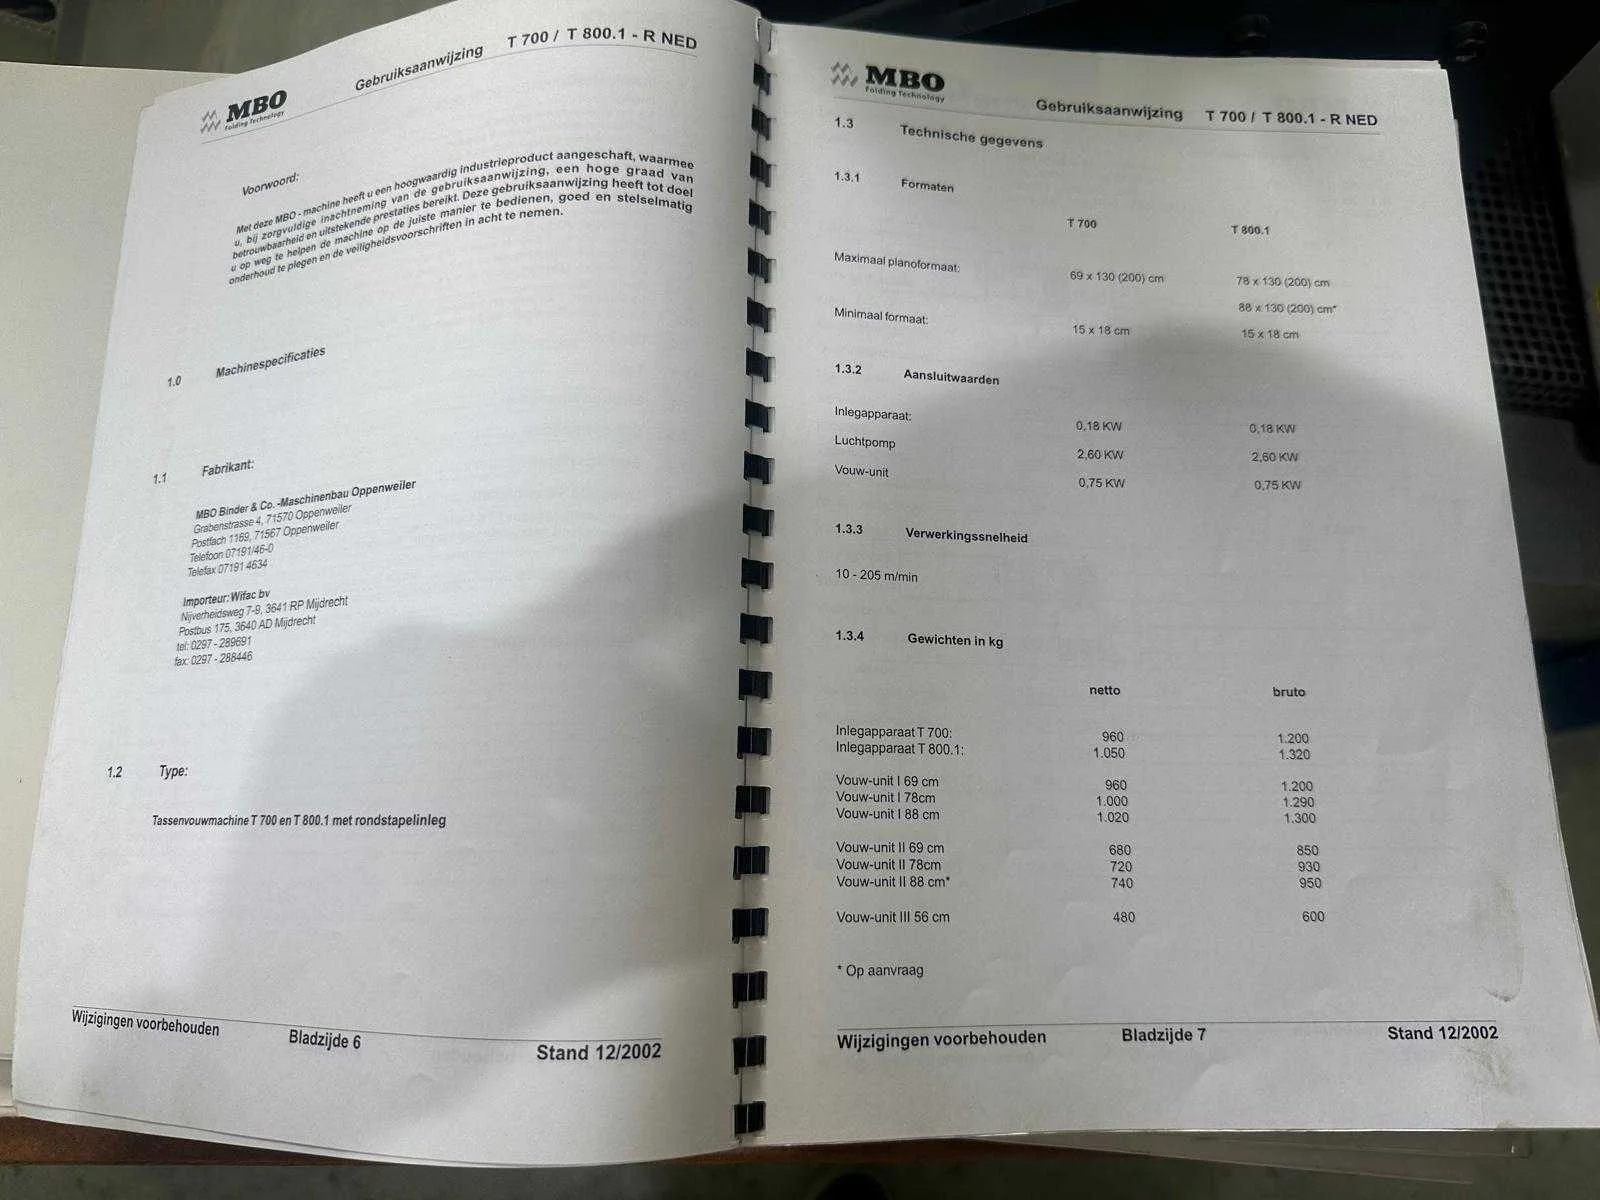 MBO
Folding Technology
Gebruiksaanwijzing T 700 / T 800.1 - R NED
Voorwoord:
Met deze MBO - machine heeft u een hoogwaardig industrieproduct aangeschaft, waarmee
u, bij zorgvuldige inachtneming van de gebruiksaanwijzing, een hoge graad van
betrouwbaarheid en uitstekende prestaties bereikt. Deze gebruiksaanwijzing heeft tot doel
u op weg te helpen de machine op de juiste manier te bedienen, goed en stelselmatig
onderhoud te plegen en de veiligheidsvoorschriften in acht te nemen.
1.0 Machinespecificaties
1.1 Fabrikant:
MBO Binder & Co. -Maschinenbau Oppenweiler
Grabenstrasse 4, 71570 Oppenweiler
Postfach 1169, 71567 Oppenweiler
Telefoon 07191/46-0
Telefax 07191 4634
Importeur: Wifac bv
Nijverheidsweg 7-9, 3641 RP Mijdrecht
Postbus 175, 3640 AD Mijdrecht
tel: 0297 - 289691
fax: 0297 - 288446
1.2 Type:
Tassenvouwmachine T 700 en T 800.1 met rondstapelinleg
Wijzigingen voorbehouden Bladzijde 6 Stand 12/2002
MBO
Folding Technology
Gebruiksaanwijzing T 700 / T 800.1 - R NED
1.3 Technische gegevens
1.3.1 Formaten
T 700 T 800.1
Maximaal planoformaat: 69 x 130 (200) cm 78 x 130 (200) cm
88 x 130 (200) cm*
Minimaal formaat: 15 x 18 cm 15 x 18 cm
1.3.2 Aansluitwaarden
Inlegapparaat: 0,18 KW 0,18 KW
Luchtpomp 2,60 KW 2,60 KW
Vouw-unit 0,75 KW 0,75 KW
1.3.3 Verwerkingssnelheid
10 - 205 m/min
1.3.4 Gewichten in kg
netto bruto
Inlegapparaat T 700: 960 1.200
Inlegapparaat T 800.1: 1.050 1.320
Vouw-unit I 69 cm 960 1.200
Vouw-unit I 78cm 1.000 1.290
Vouw-unit I 88 cm 1.020 1.300
Vouw-unit II 69 cm 680 850
Vouw-unit II 78cm 720 930
Vouw-unit II 88 cm* 740 950
Vouw-unit III 56 cm 480 600
* Op aanvraag
Wijzigingen voorbehouden Bladzijde 7 Stand 12/2002